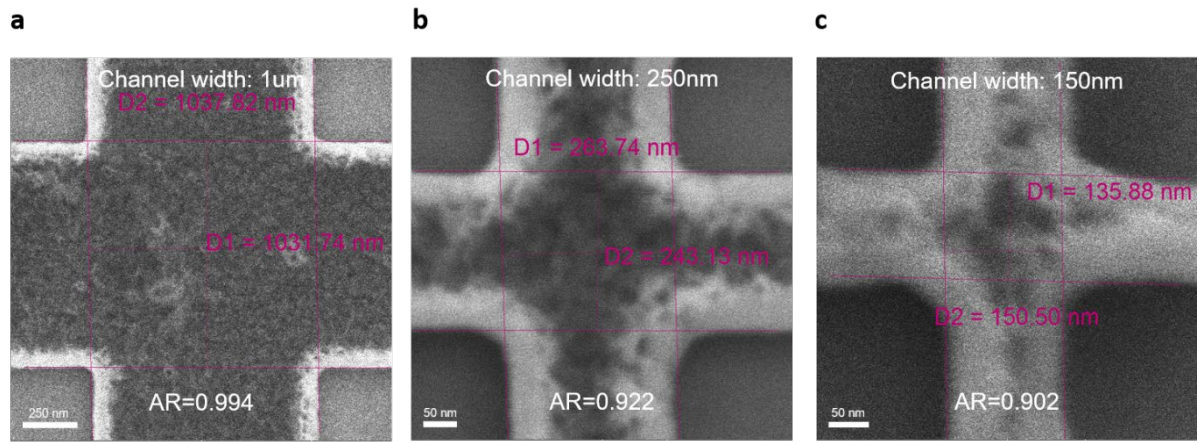 a
Channel width: 1um
D2 = 1037.82 nm
D1 = 1031.74 nm
AR=0.994
250 nm
b
Channel width: 250nm
D1 = 263.74 nm
D2 = 243.13 nm
AR=0.922
50 nm
c
Channel width: 150nm
D1 = 135.88 nm
D2 = 150.50 nm
AR=0.902
50 nm